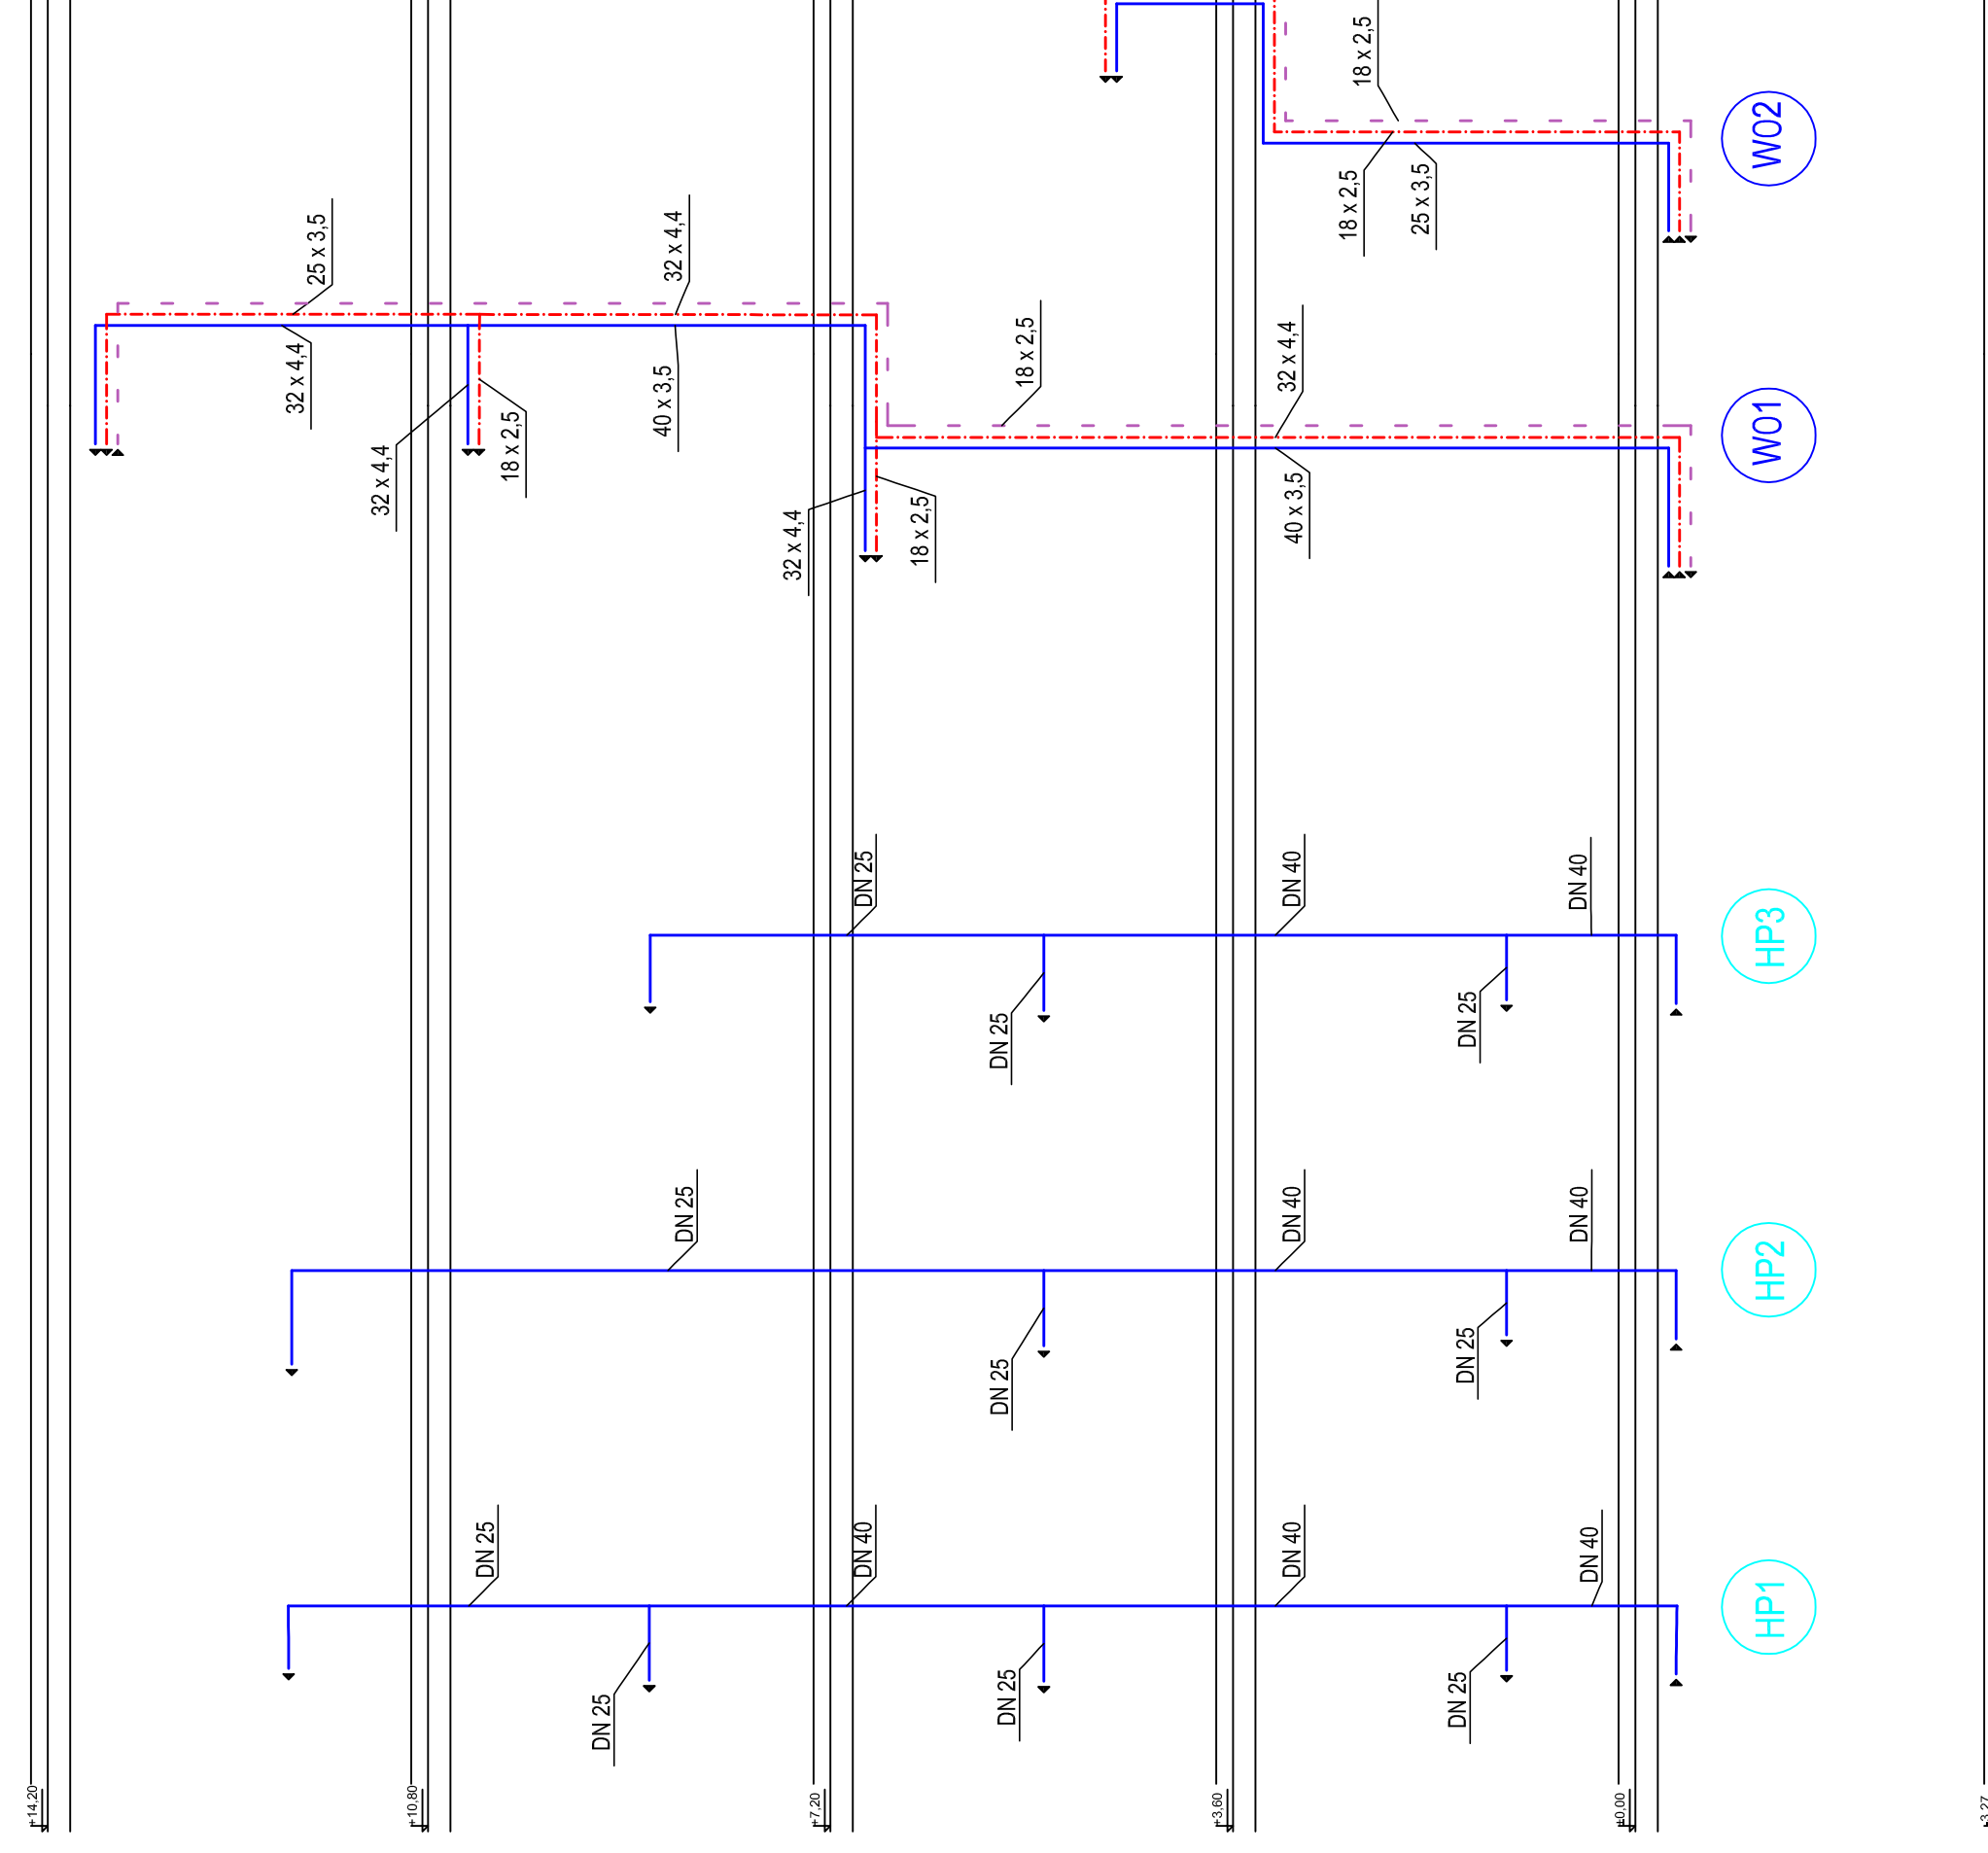 +14,20
32 x 4,4
25 x 3,5
32 x 4,4
+10,80
DN 25
18 x 2,5
DN 25
40 x 3,5
32 x 4,4
DN 25
32 x 4,4
+7,20
DN 40
DN 25
18 x 2,5
DN 25
DN 25
DN 25
18 x 2,5
+3,60
DN 40
DN 40
DN 40
40 x 3,5
32 x 4,4
18 x 2,5
18 x 2,5
25 x 3,5
DN 25
DN 25
DN 25
DN 40
DN 40
DN 40
±0,00
HP1
HP2
HP3
W01
W02
-3,27